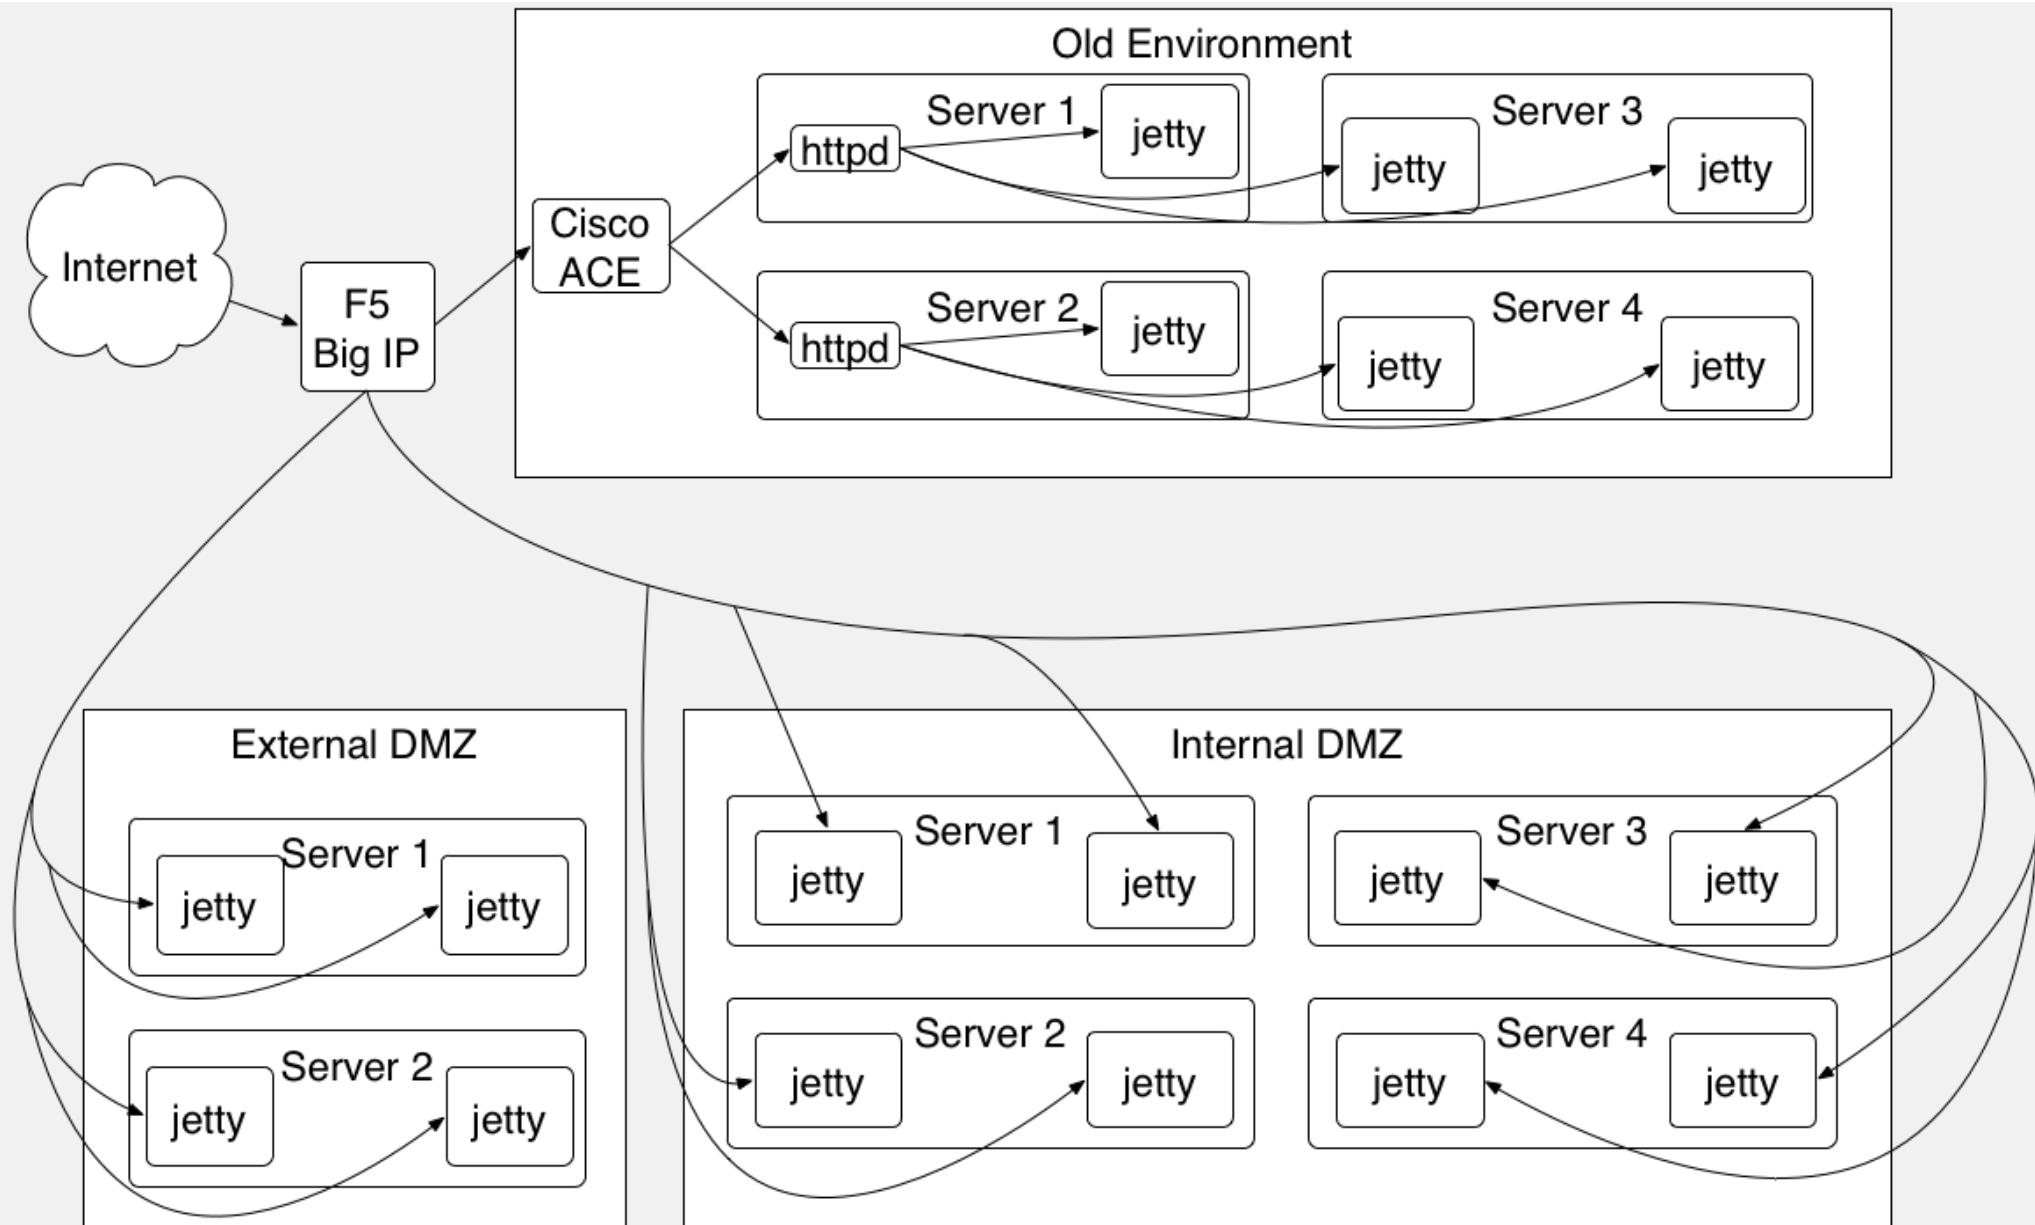 Old Environment
Server 1
jetty
httpd
Server 3
jetty
jetty
Cisco
ACE
Internet
F5
Big IP
Server 2
jetty
httpd
Server 4
jetty
jetty
External DMZ
Server 1
jetty
jetty
Server 2
jetty
jetty
Internal DMZ
Server 1
jetty
jetty
Server 3
jetty
jetty
Server 2
jetty
jetty
Server 4
jetty
jetty